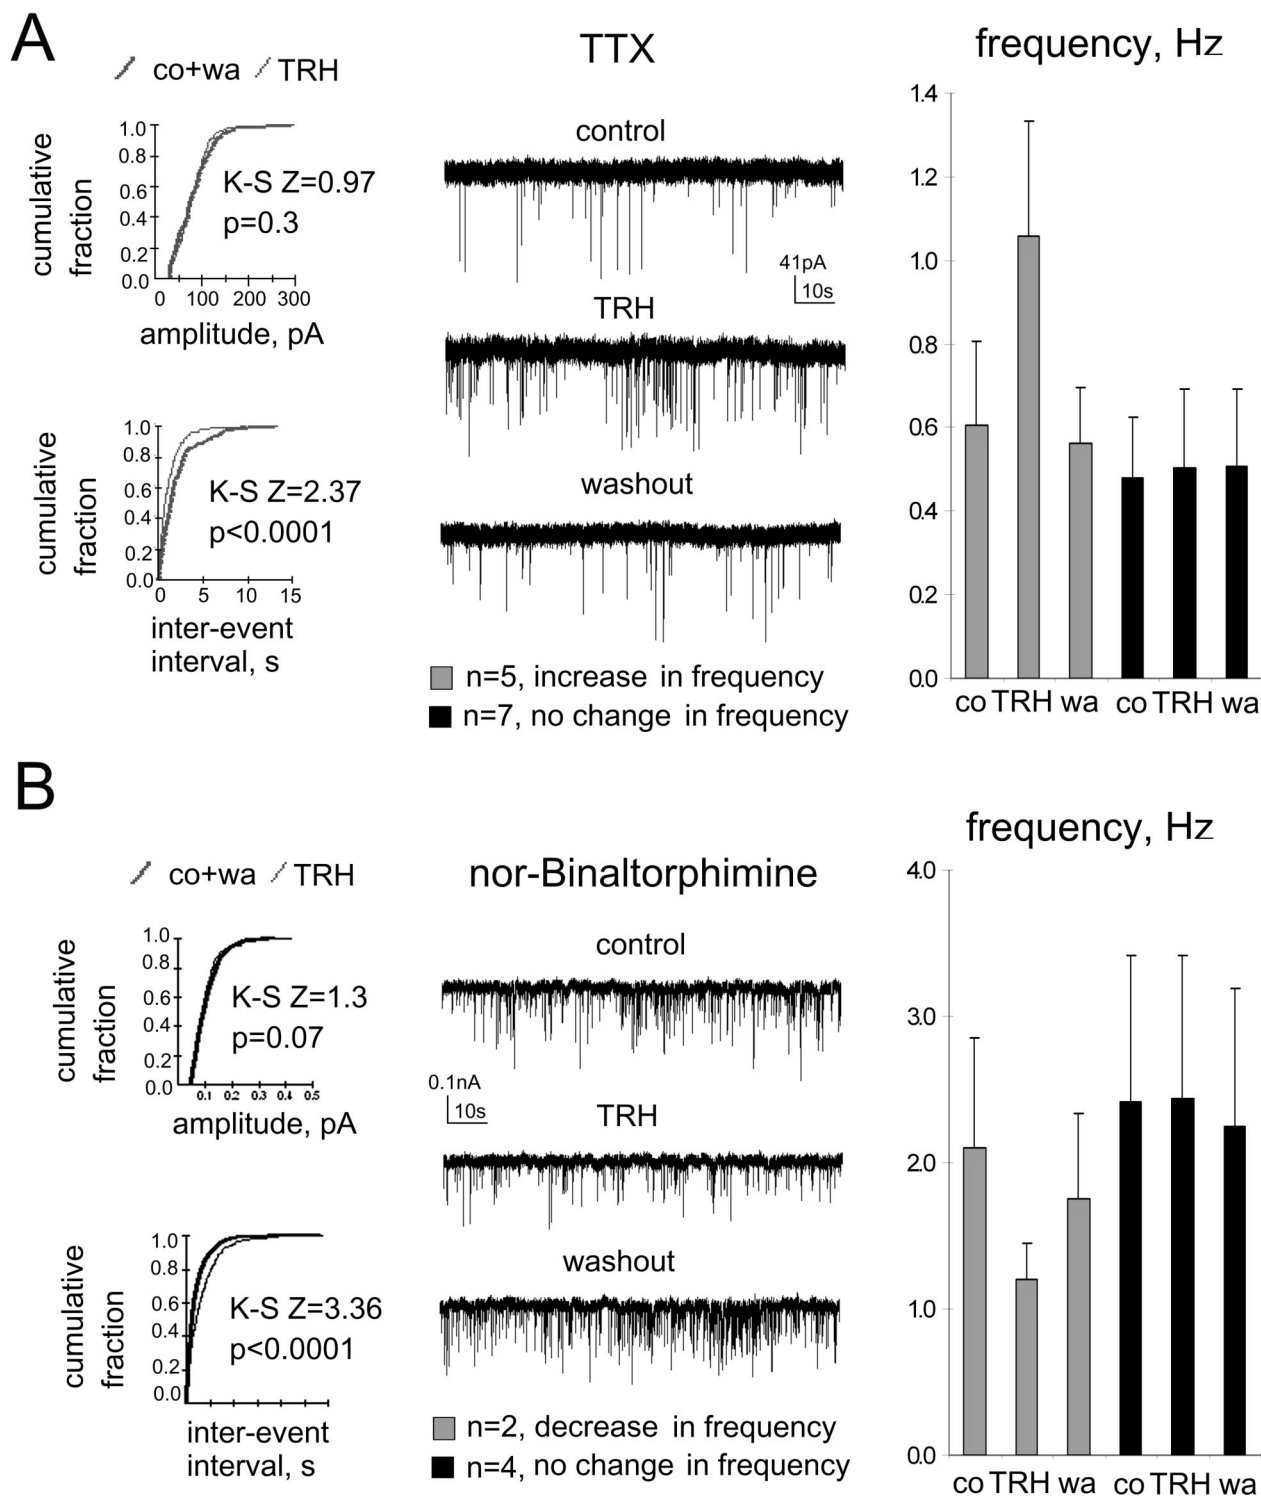 A
co+wa TRH
cumulative
fraction
1.0
0.8
0.6
0.4
0.2
0.0
K-S Z=0.97
p=0.3
0 100 200 300
amplitude, pA
cumulative
fraction
1.0
0.8
0.6
0.4
0.2
0.0
K-S Z=2.37
p<0.0001
0 5 10 15
inter-event
interval, s
TTX
control
41pA
10s
TRH
washout
n=5, increase in frequency
n=7, no change in frequency
frequency, Hz
1.4
1.2
1.0
0.8
0.6
0.4
0.2
0.0
co TRH wa co TRH wa
B
co+wa TRH
cumulative
fraction
1.0
0.8
0.6
0.4
0.2
0.0
K-S Z=1.3
p=0.07
0.1 0.2 0.3 0.4 0.5
amplitude, pA
cumulative
fraction
1.0
0.8
0.6
0.4
0.2
0.0
K-S Z=3.36
p<0.0001
inter-event
interval, s
nor-Binaltorphimine
control
0.1nA
10s
TRH
washout
n=2, decrease in frequency
n=4, no change in frequency
frequency, Hz
4.0
3.0
2.0
1.0
0.0
co TRH wa co TRH wa